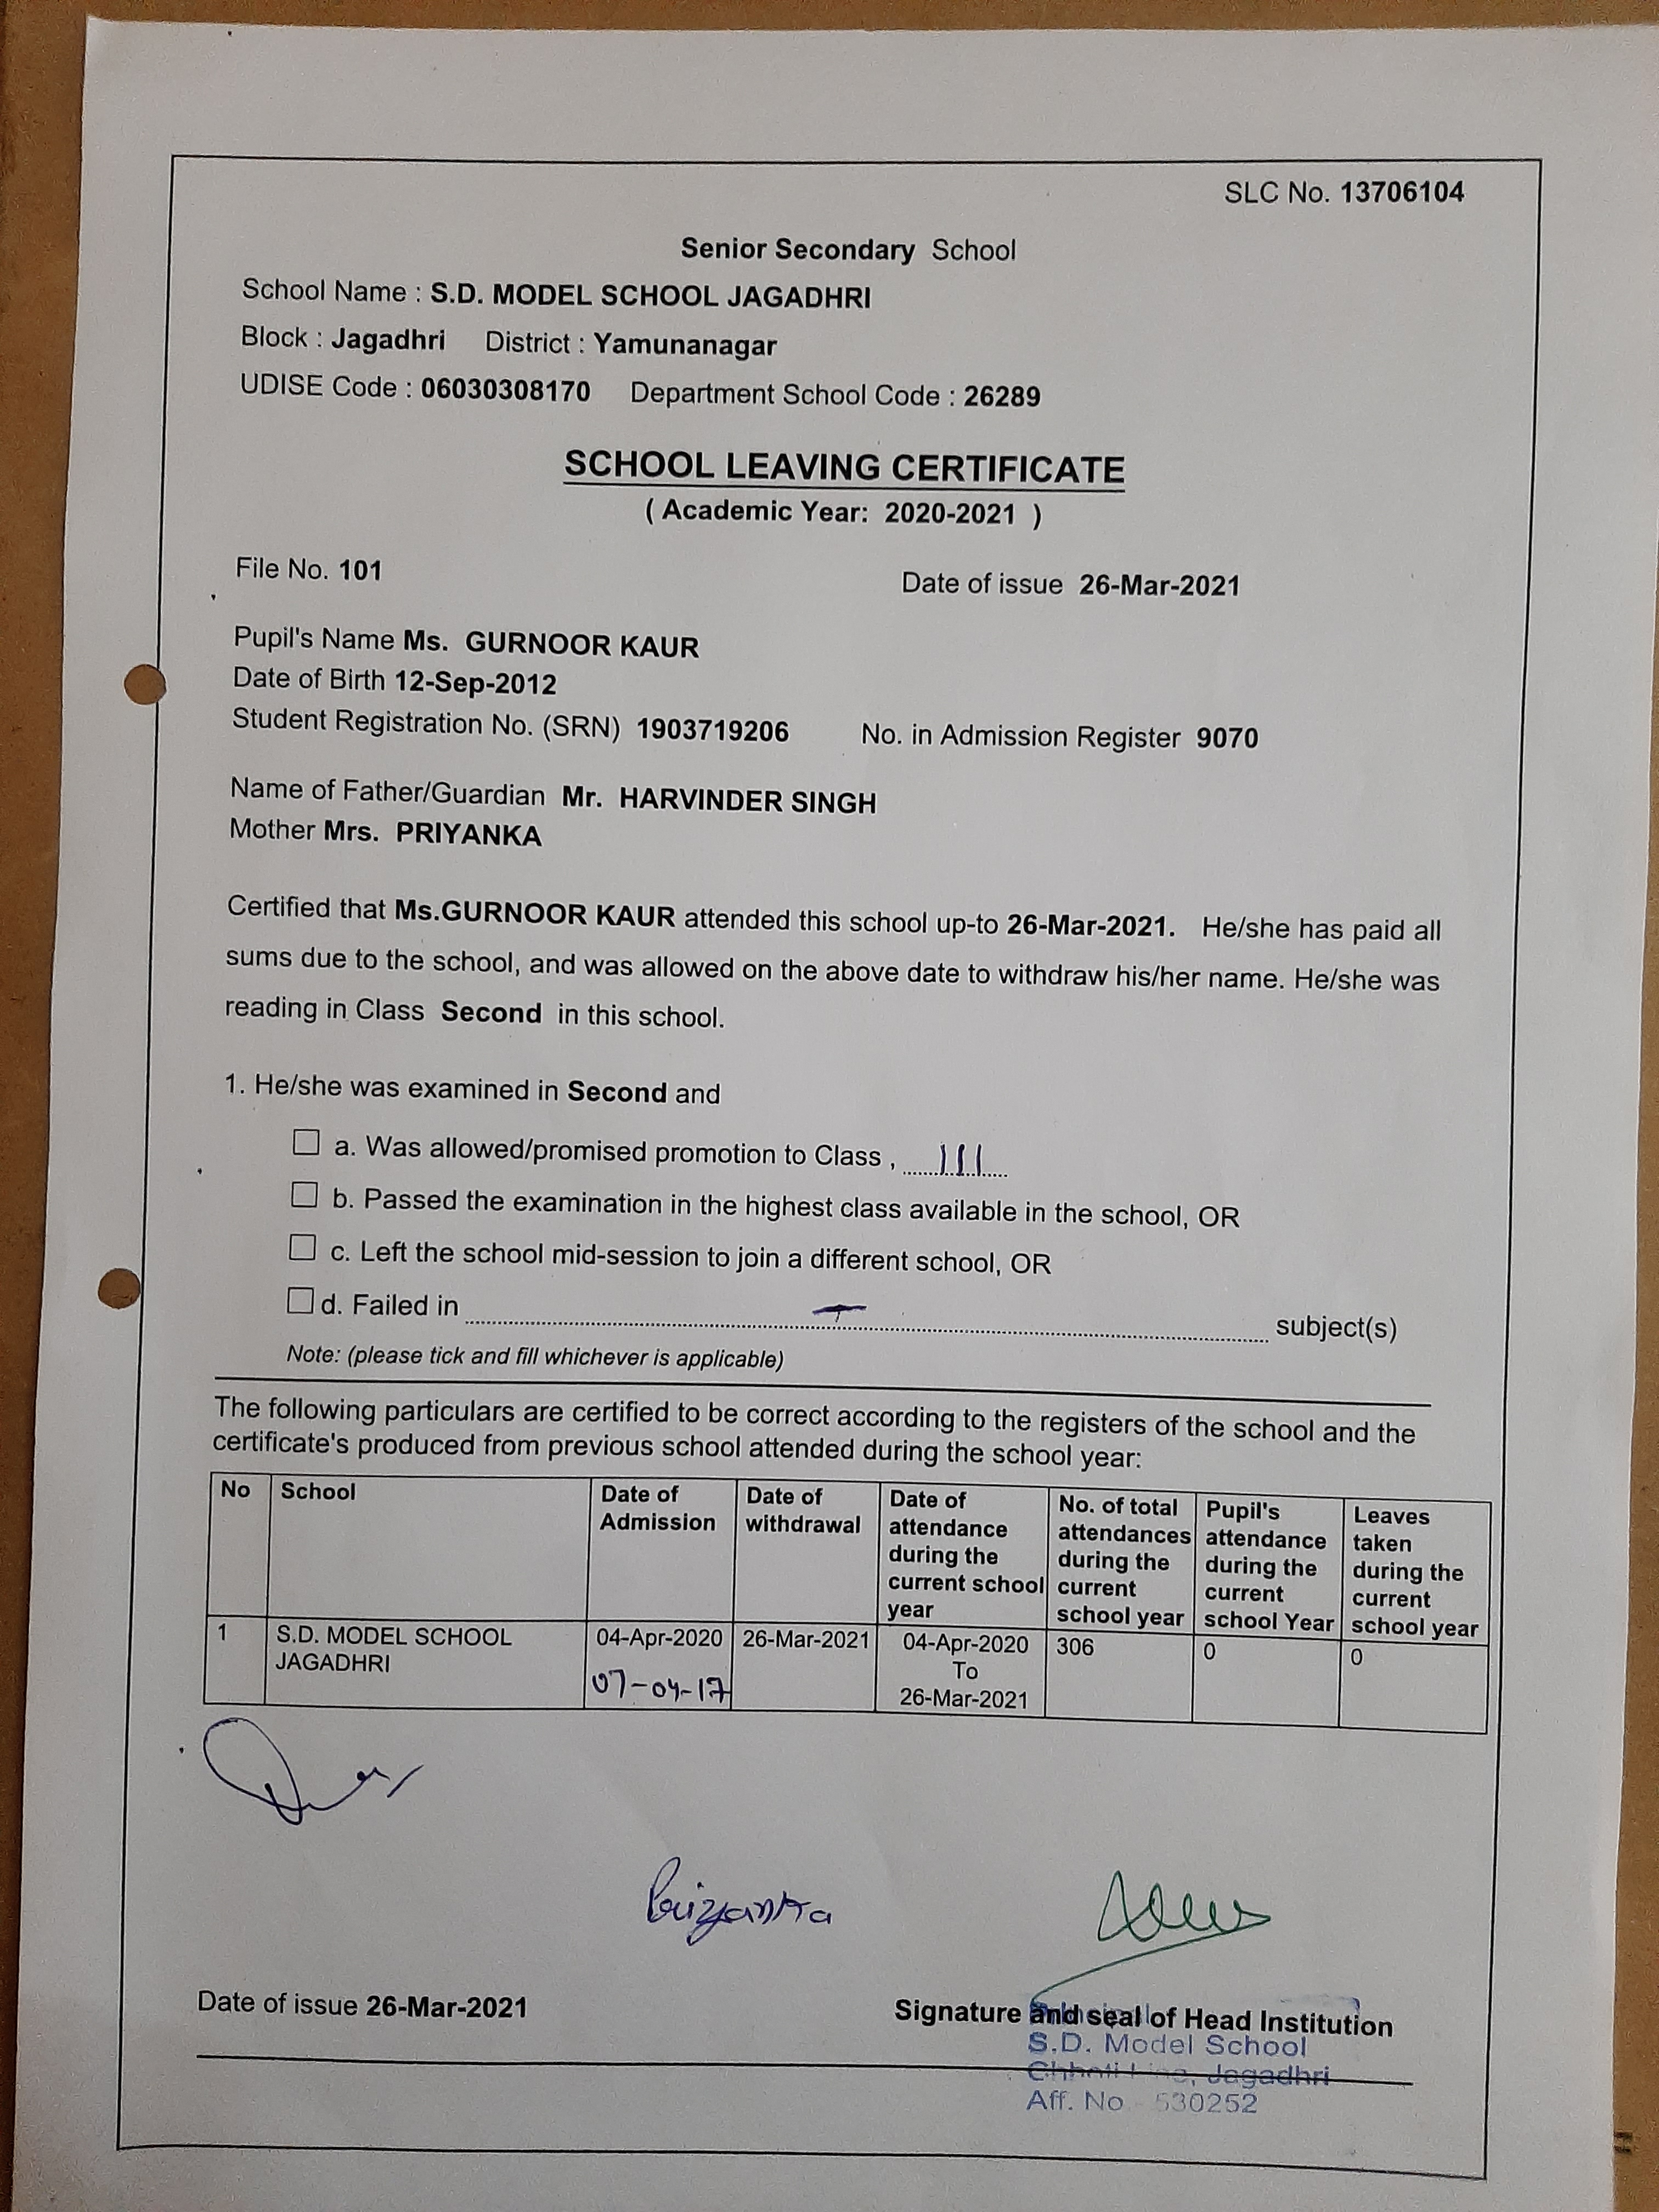 SLC No. 13706104
Senior Secondary School
School Name : S.D. MODEL SCHOOL JAGADHRI
Block : Jagadhri District : Yamunanagar
UDISE Code : 06030308170 Department School Code : 26289
SCHOOL LEAVING CERTIFICATE
( Academic Year: 2020-2021 )
File No. 101 Date of issue 26-Mar-2021
Pupil's Name Ms. GURNOOR KAUR
Date of Birth 12-Sep-2012
Student Registration No. (SRN) 1903719206 No. in Admission Register 9070
Name of Father/Guardian Mr. HARVINDER SINGH
Mother Mrs. PRIYANKA
Certified that Ms.GURNOOR KAUR attended this school up-to 26-Mar-2021. He/she has paid all
sums due to the school, and was allowed on the above date to withdraw his/her name. He/she was
reading in Class Second in this school.
1. He/she was examined in Second and
a. Was allowed/promised promotion to Class , III
b. Passed the examination in the highest class available in the school, OR
c. Left the school mid-session to join a different school, OR
d. Failed in — subject(s)
Note: (please tick and fill whichever is applicable)
The following particulars are certified to be correct according to the registers of the school and the
certificate's produced from previous school attended during the school year:
No
School
Date of
Admission
Date of
withdrawal
Date of
attendance
during the
current school
year
No. of total
attendances
during the
current
school year
Pupil's
attendance
during the
current
school Year
Leaves
taken
during the
current
school year
1
S.D. MODEL SCHOOL
JAGADHRI
04-Apr-2020
07-04-17
26-Mar-2021
04-Apr-2020
To
26-Mar-2021
306
0
0
Priyanka
Date of issue 26-Mar-2021
Signature and seal of Head Institution
S.D. Model School
Jagadhri
Aff. No 530252